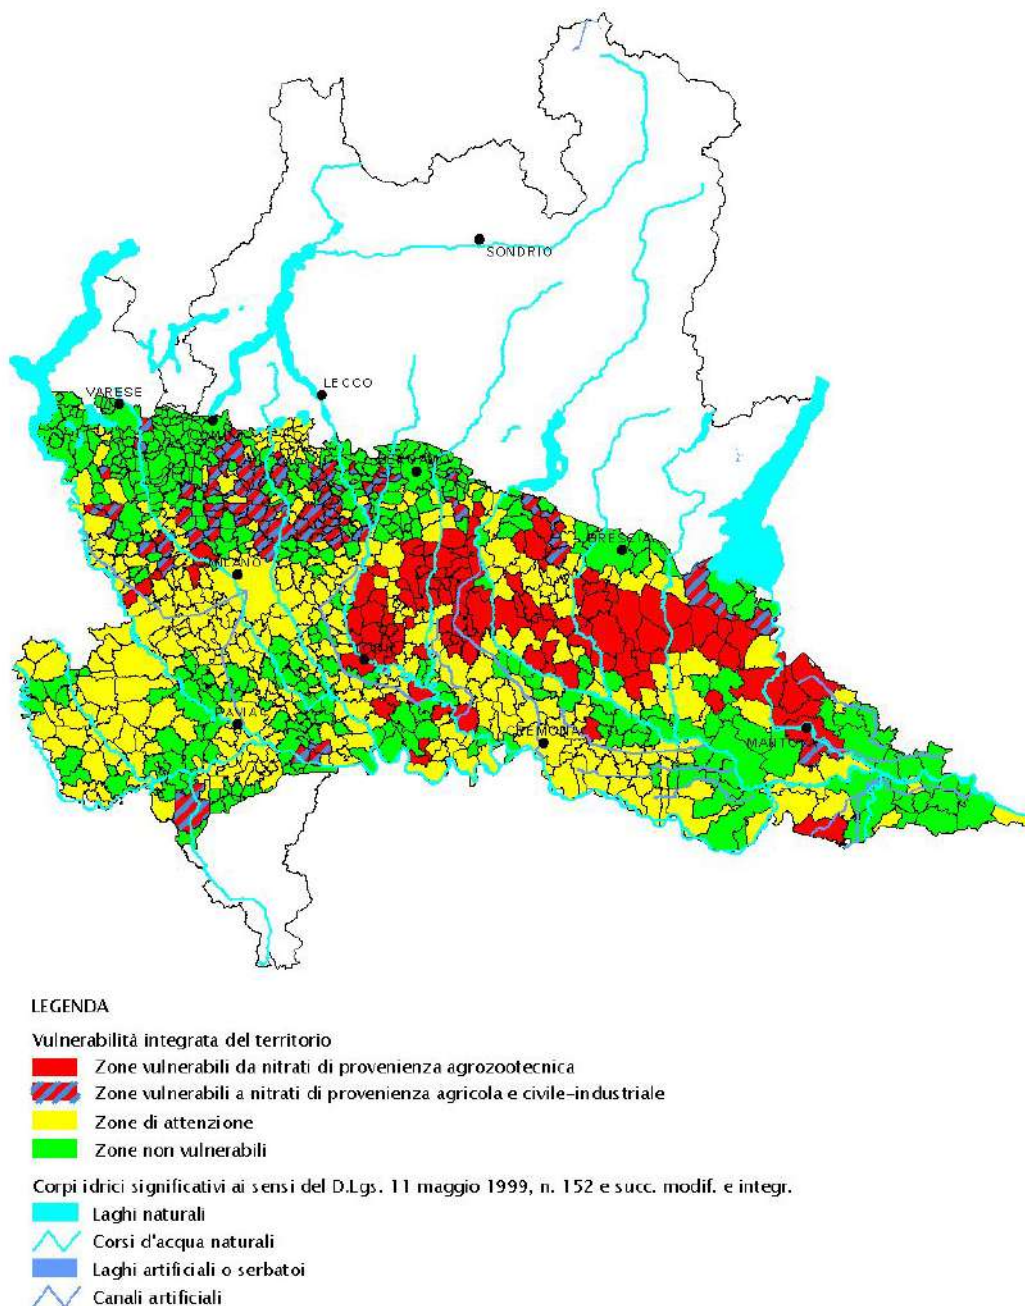 SONDRIO
LECCO
VARESE
BRESCIA
PAVIA
CREMONA
LEGENDA
Vulnerabilità integrata del territorio
Zone vulnerabili da nitrati di provenienza agrozootecnica
Zone vulnerabili a nitrati di provenienza agricola e civile-industriale
Zone di attenzione
Zone non vulnerabili
Corpi idrici significativi ai sensi del D.Lgs. 11 maggio 1999, n. 152 e succ. modif. e integr.
Laghi naturali
Corsi d'acqua naturali
Laghi artificiali o serbatoi
Canali artificiali